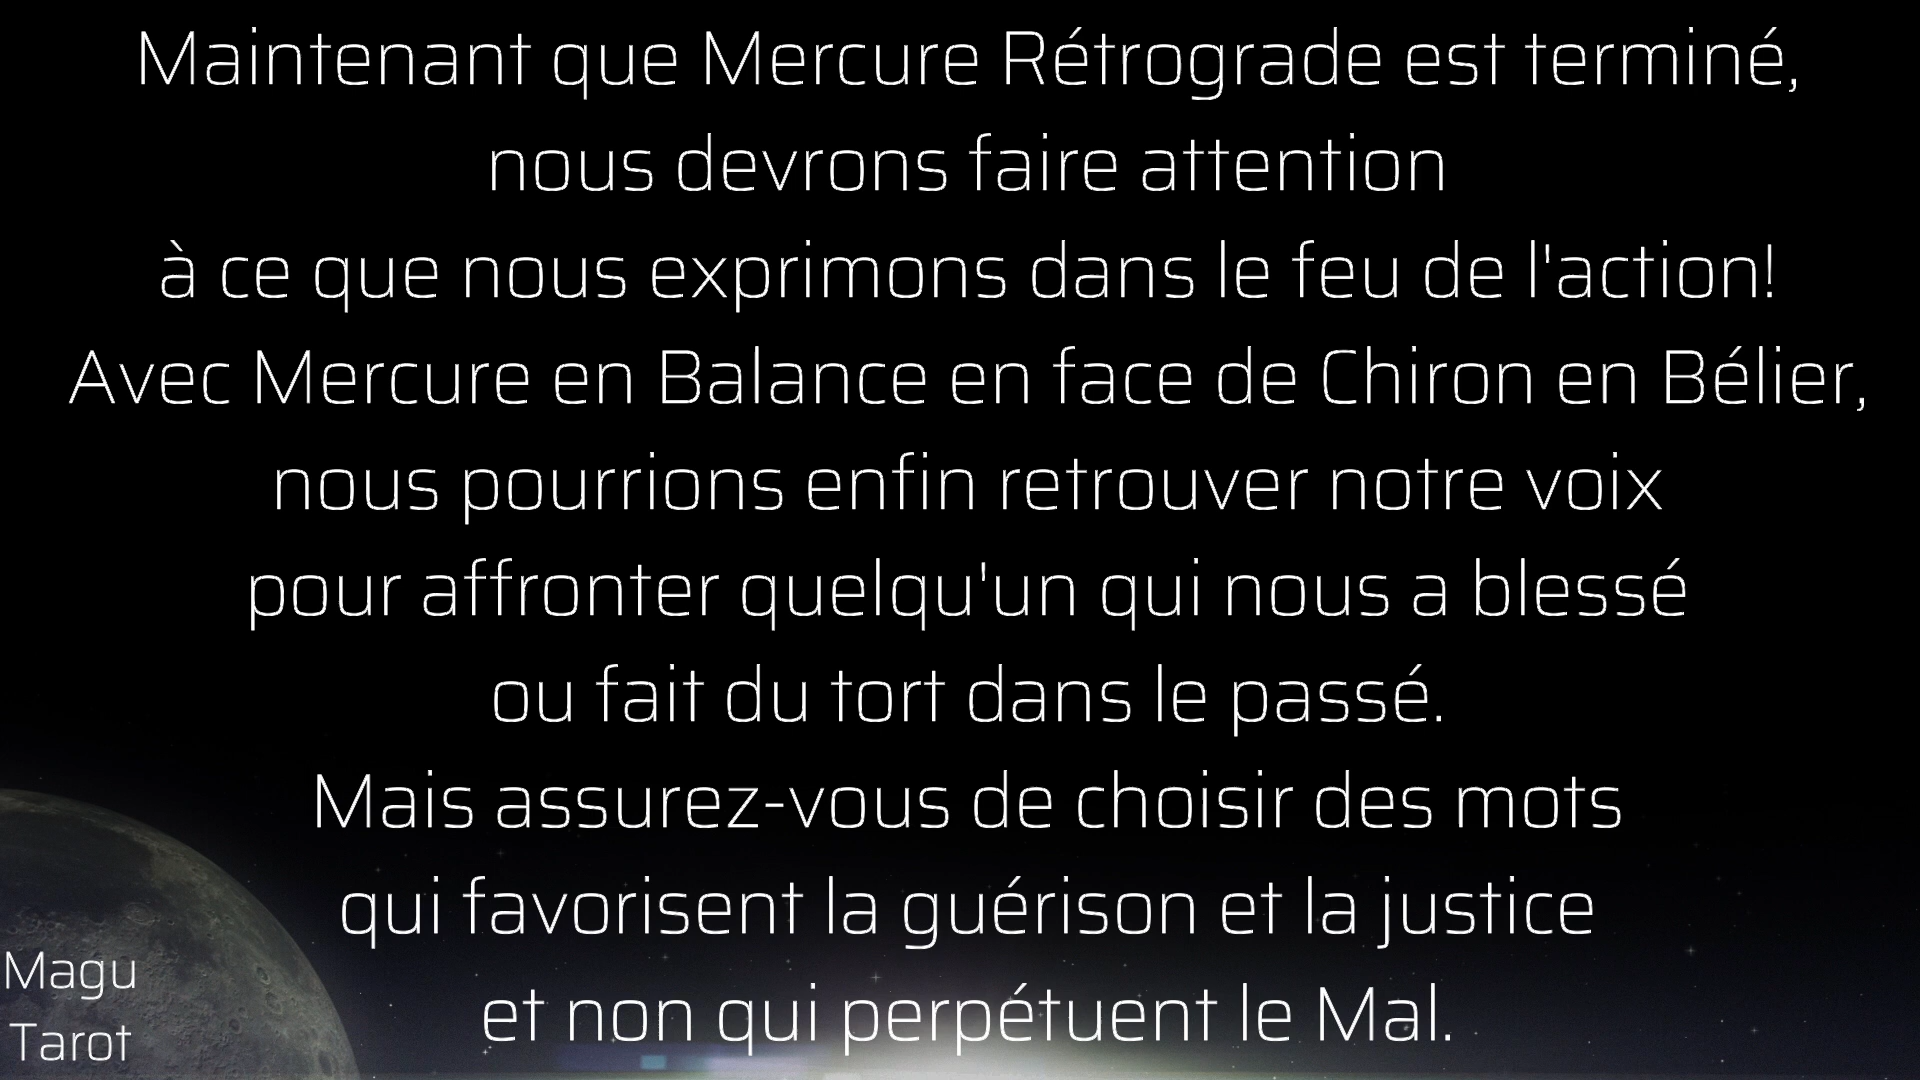 Maintenant que Mercure Rétrograde est terminé,
nous devrons faire attention
à ce que nous exprimons dans le feu de l'action!
Avec Mercure en Balance en face de Chiron en Bélier,
nous pourrions enfin retrouver notre voix
pour affronter quelqu'un qui nous a blessé
ou fait du tort dans le passé.
Mais assurez-vous de choisir des mots
qui favorisent la guérison et la justice
et non qui perpétuent le Mal.
Magu
Tarot